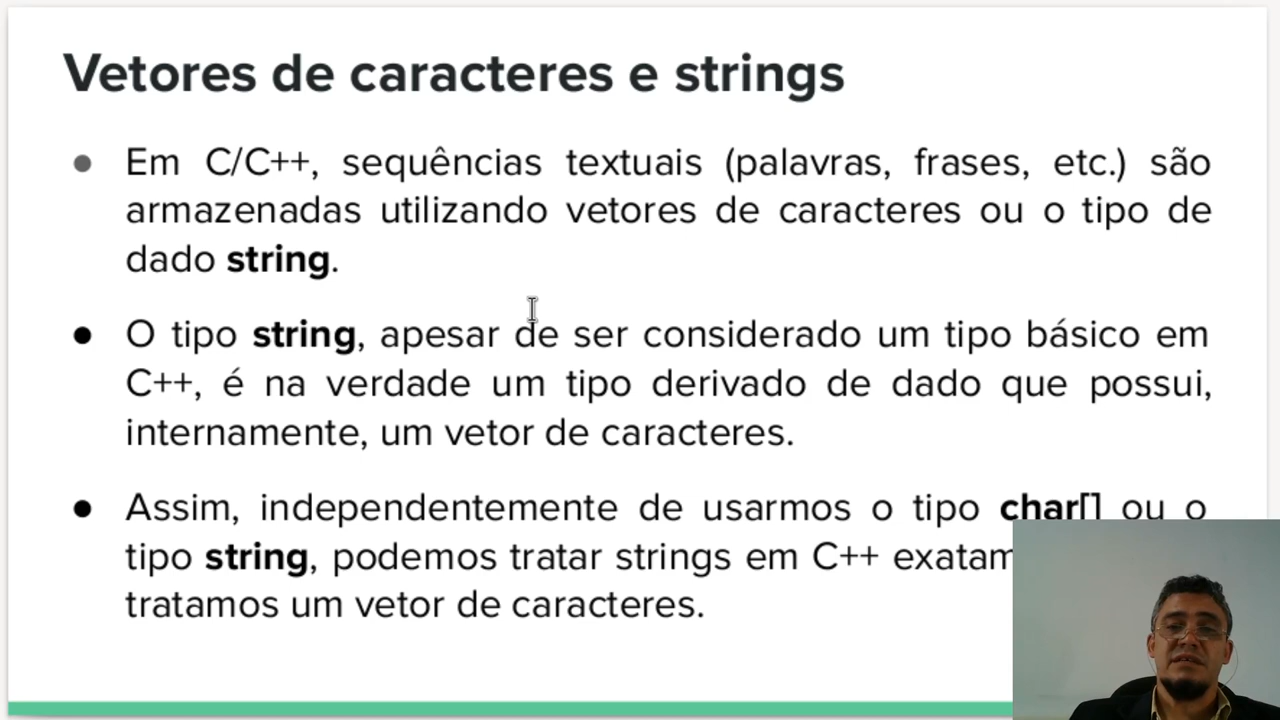 Vetores de caracteres e strings
● Em C/C++, sequências textuais (palavras, frases, etc.) são
armazenadas utilizando vetores de caracteres ou o tipo de
dado string.
● O tipo string, apesar de ser considerado um tipo básico em
C++, é na verdade um tipo derivado de dado que possui,
internamente, um vetor de caracteres.
● Assim, independentemente de usarmos o tipo char[] ou o
tipo string, podemos tratar strings em C++ exatam
tratamos um vetor de caracteres.